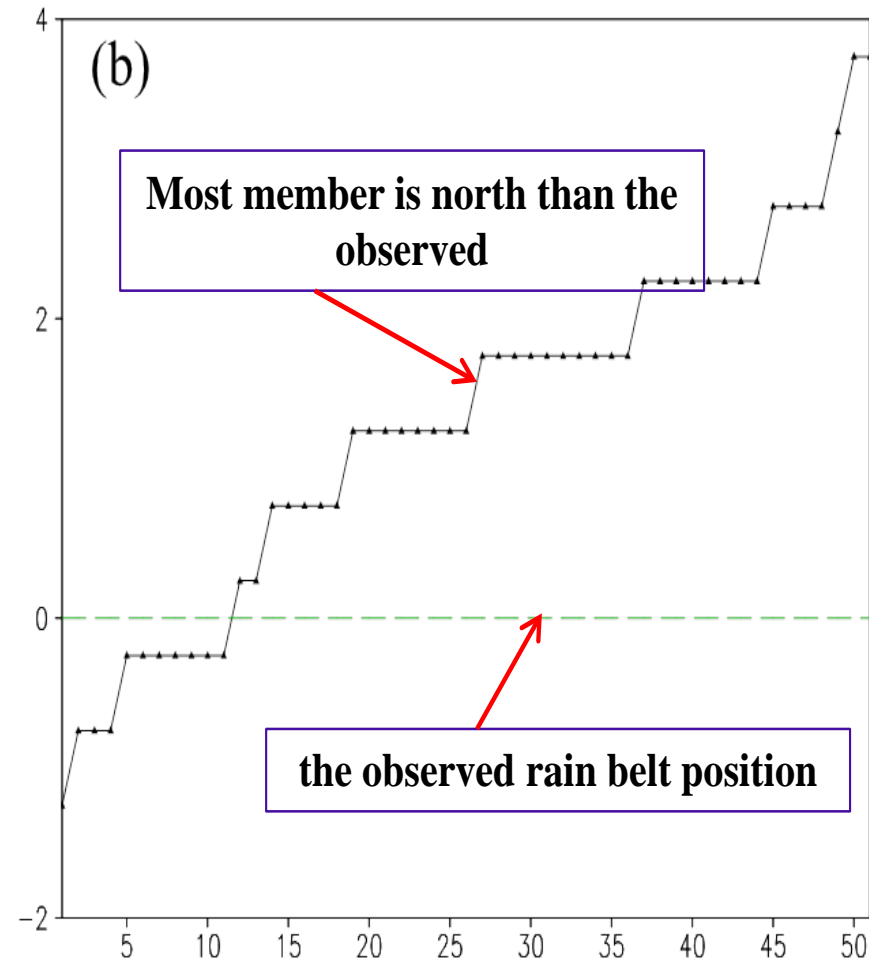 4
(b)
Most member is north than the
observed
2
0
the observed rain belt position
−2
5 10 15 20 25 30 35 40 45 50